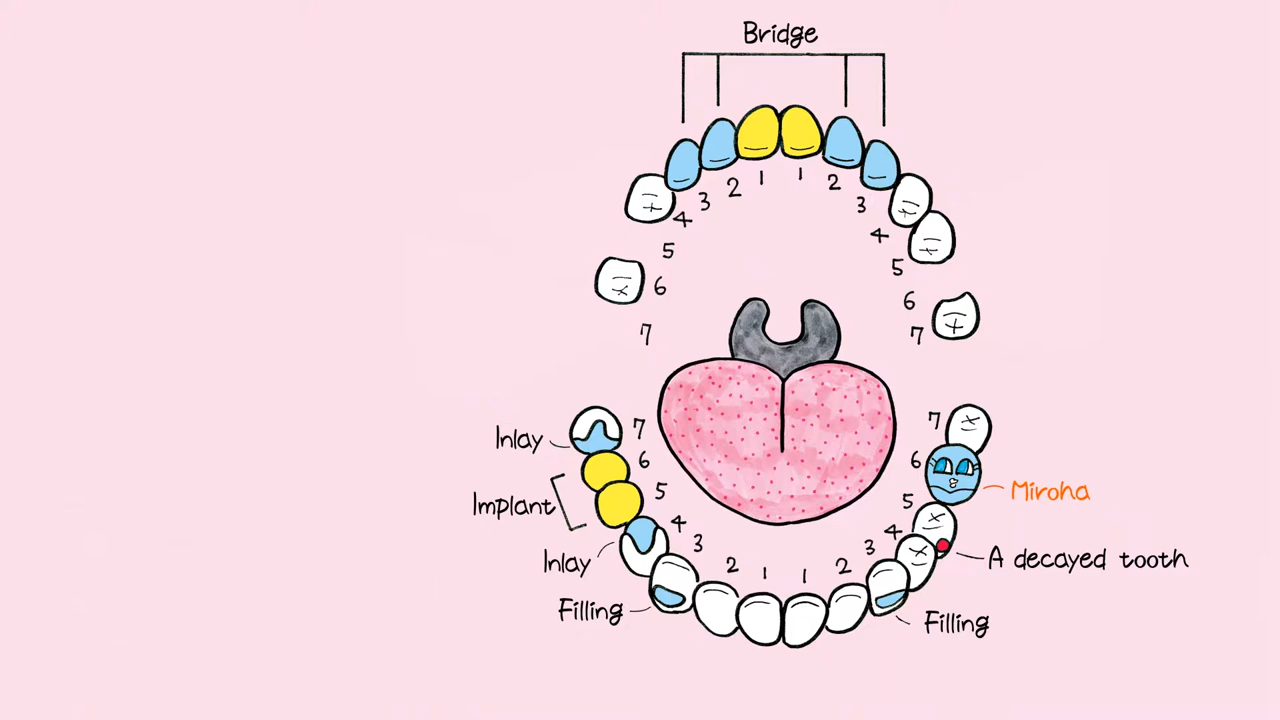 Bridge
1 1
2 2
3 3
4 4
5 5
6 6
7 7
Inlay 7 7
6 6 Miroha
Implant 5 5
4 4
Inlay 3 3 A decayed tooth
2 1 1 2
Filling Filling